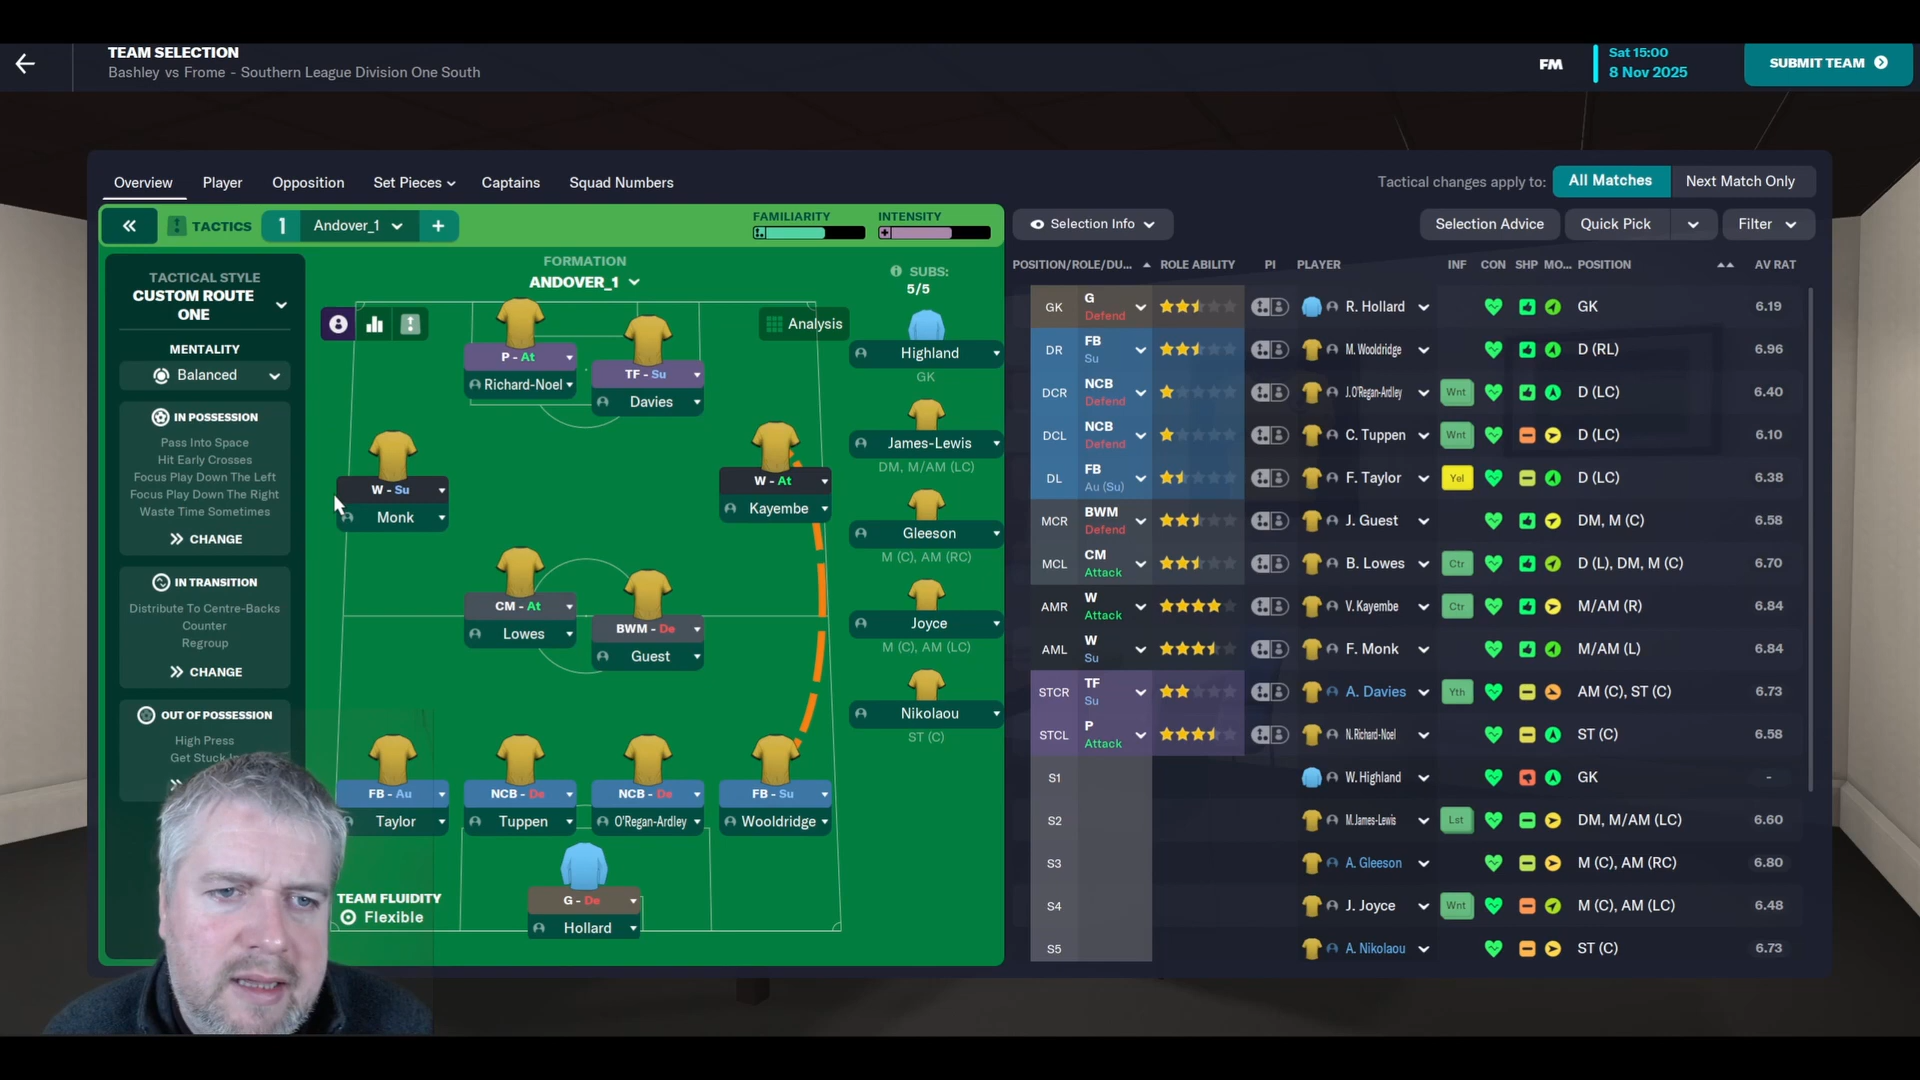 TEAM SELECTION
Bashley vs Frome - Southern League Division One South
FM
Sat 15:00
8 Nov 2025
SUBMIT TEAM
Overview
Player
Opposition
Set Pieces
Captains
Squad Numbers
Tactical changes apply to:
All Matches
Next Match Only
TACTICS
1
Andover_1
+
FAMILIARITY
INTENSITY
Selection Info
Selection Advice
Quick Pick
Filter
TACTICAL STYLE
CUSTOM ROUTE
ONE
MENTALITY
Balanced
IN POSSESSION
Pass Into Space
Hit Early Crosses
Focus Play Down The Left
Focus Play Down The Right
Waste Time Sometimes
CHANGE
IN TRANSITION
Distribute To Centre-Backs
Counter
Regroup
CHANGE
OUT OF POSSESSION
High Press
Get Stuck
FORMATION
ANDOVER_1
Analysis
P - At
Richard-Noel
TF - Su
Davies
W - Su
Monk
W - At
Kayembe
CM - At
Lowes
BWM - De
Guest
FB - Au
Taylor
NCB - De
Tuppen
NCB - De
O'Regan-Ardley
FB - Su
Wooldridge
G - De
Hollard
TEAM FLUIDITY
Flexible
SUBS:
5/5
Highland
GK
James-Lewis
DM, M/AM (LC)
Gleeson
M (C), AM (RC)
Joyce
M (C), AM (LC)
Nikolaou
ST (C)
POSITION/ROLE/DU... ROLE ABILITY PI PLAYER INF CON SHP MO... POSITION AV RAT
GK G Defend R. Hollard GK 6.19
DR FB Su M. Wooldridge D (RL) 6.96
DCR NCB Defend J. O'Regan-Ardley Wnt D (LC) 6.40
DCL NCB Defend C. Tuppen Wnt D (LC) 6.10
DL FB Au (Su) F. Taylor Yel D (LC) 6.38
MCR BWM Defend J. Guest DM, M (C) 6.58
MCL CM Attack B. Lowes Ctr D (L), DM, M (C) 6.70
AMR W Attack V. Kayembe Ctr M/AM (R) 6.84
AML W Su F. Monk M/AM (L) 6.84
STCR TF Su A. Davies Yth AM (C), ST (C) 6.73
STCL P Attack N. Richard-Noel ST (C) 6.58
S1 W. Highland GK -
S2 M. James-Lewis Lst DM, M/AM (LC) 6.60
S3 A. Gleeson M (C), AM (RC) 6.80
S4 J. Joyce Wnt M (C), AM (LC) 6.48
S5 A. Nikolaou ST (C) 6.73